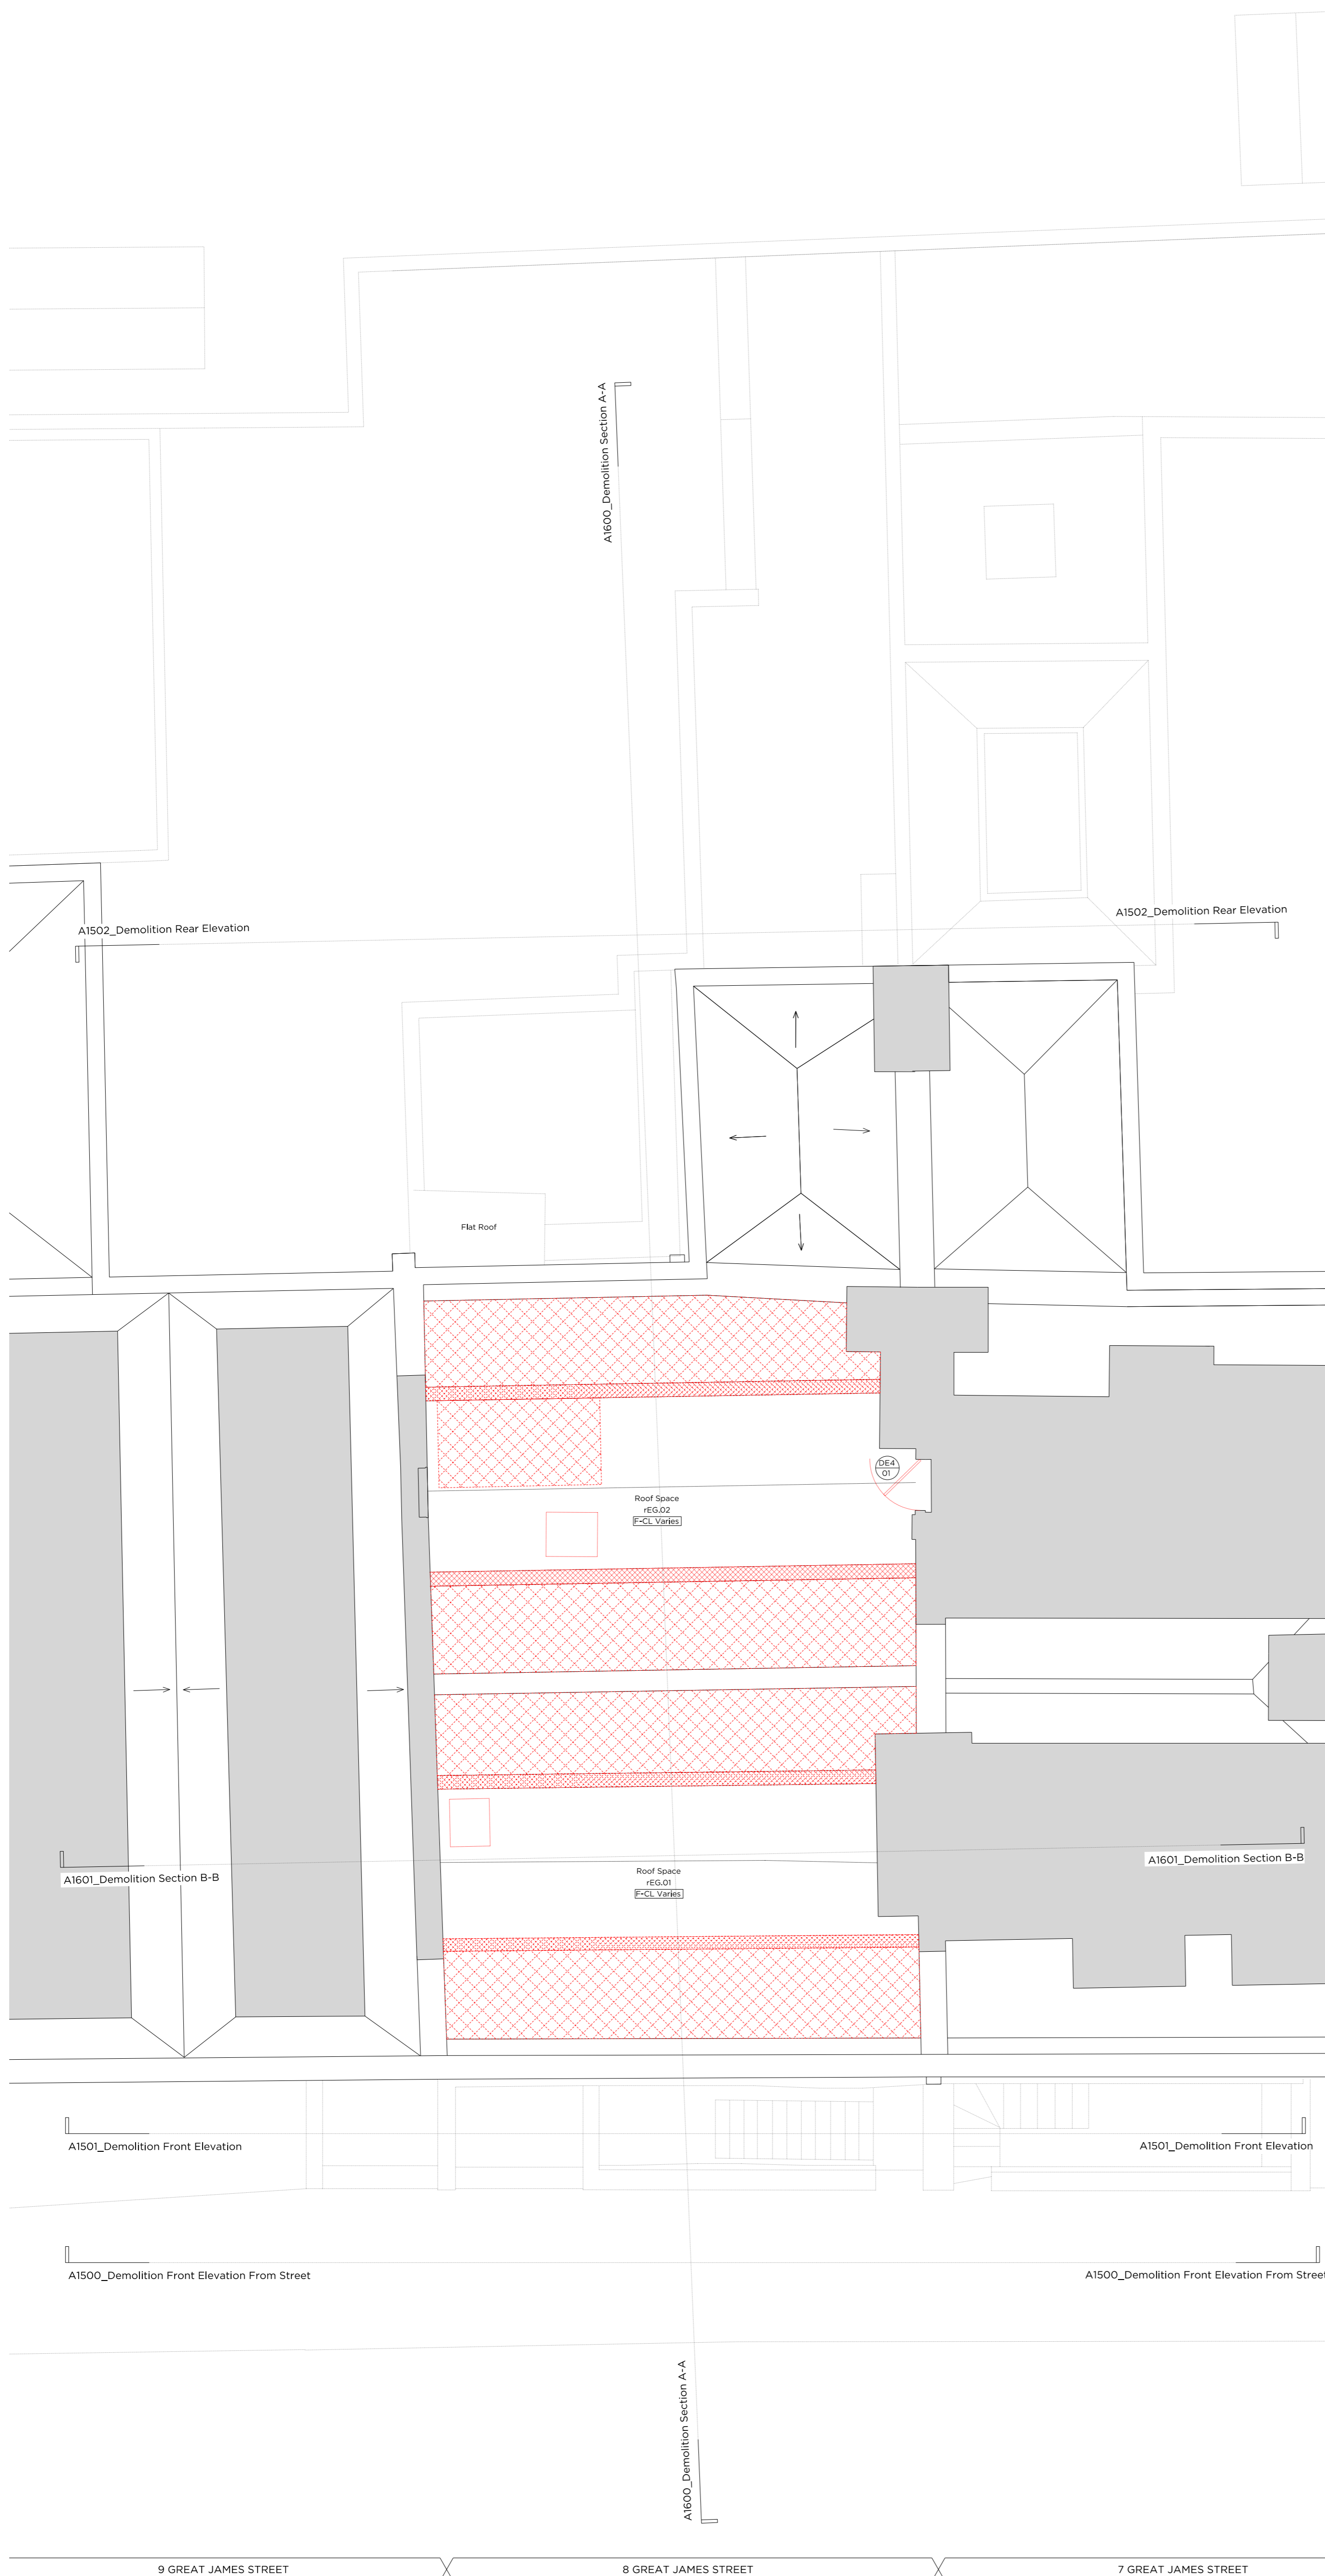 A1600_Demolition Section A-A
A1502_Demolition Rear Elevation
A1502_Demolition Rear Elevation
Flat Roof
DE4
01
Roof Space
rEG.02
F-CL Varies
Roof Space
rEG.01
F-CL Varies
A1601_Demolition Section B-B
A1601_Demolition Section B-B
A1501_Demolition Front Elevation
A1501_Demolition Front Elevation
A1500_Demolition Front Elevation From Street
A1500_Demolition Front Elevation From Street
A1600_Demolition Section A-A
9 GREAT JAMES STREET
8 GREAT JAMES STREET
7 GREAT JAMES STREET